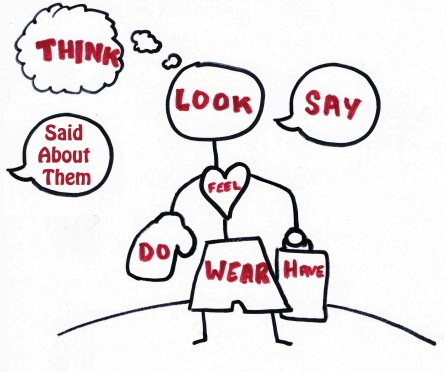 THINK
LOOK
SAY
Said
About
Them
FEEL
DO
WEAR
HAVE